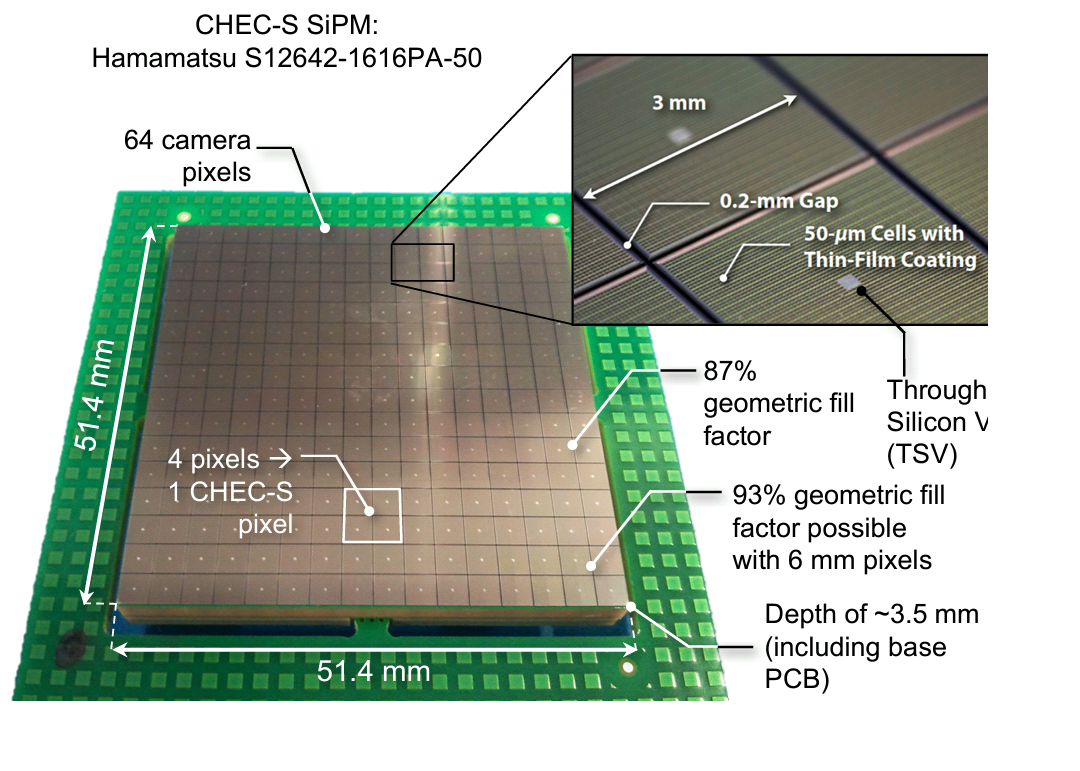 CHEC-S SiPM:
Hamamatsu S12642-1616PA-50
64 camera
pixels
3 mm
0.2-mm Gap
50-µm Cells with
Thin-Film Coating
51.4 mm
87%
geometric fill
factor
Through
Silicon V
(TSV)
4 pixels →
1 CHEC-S
pixel
93% geometric fill
factor possible
with 6 mm pixels
Depth of ~3.5 mm
(including base
PCB)
51.4 mm